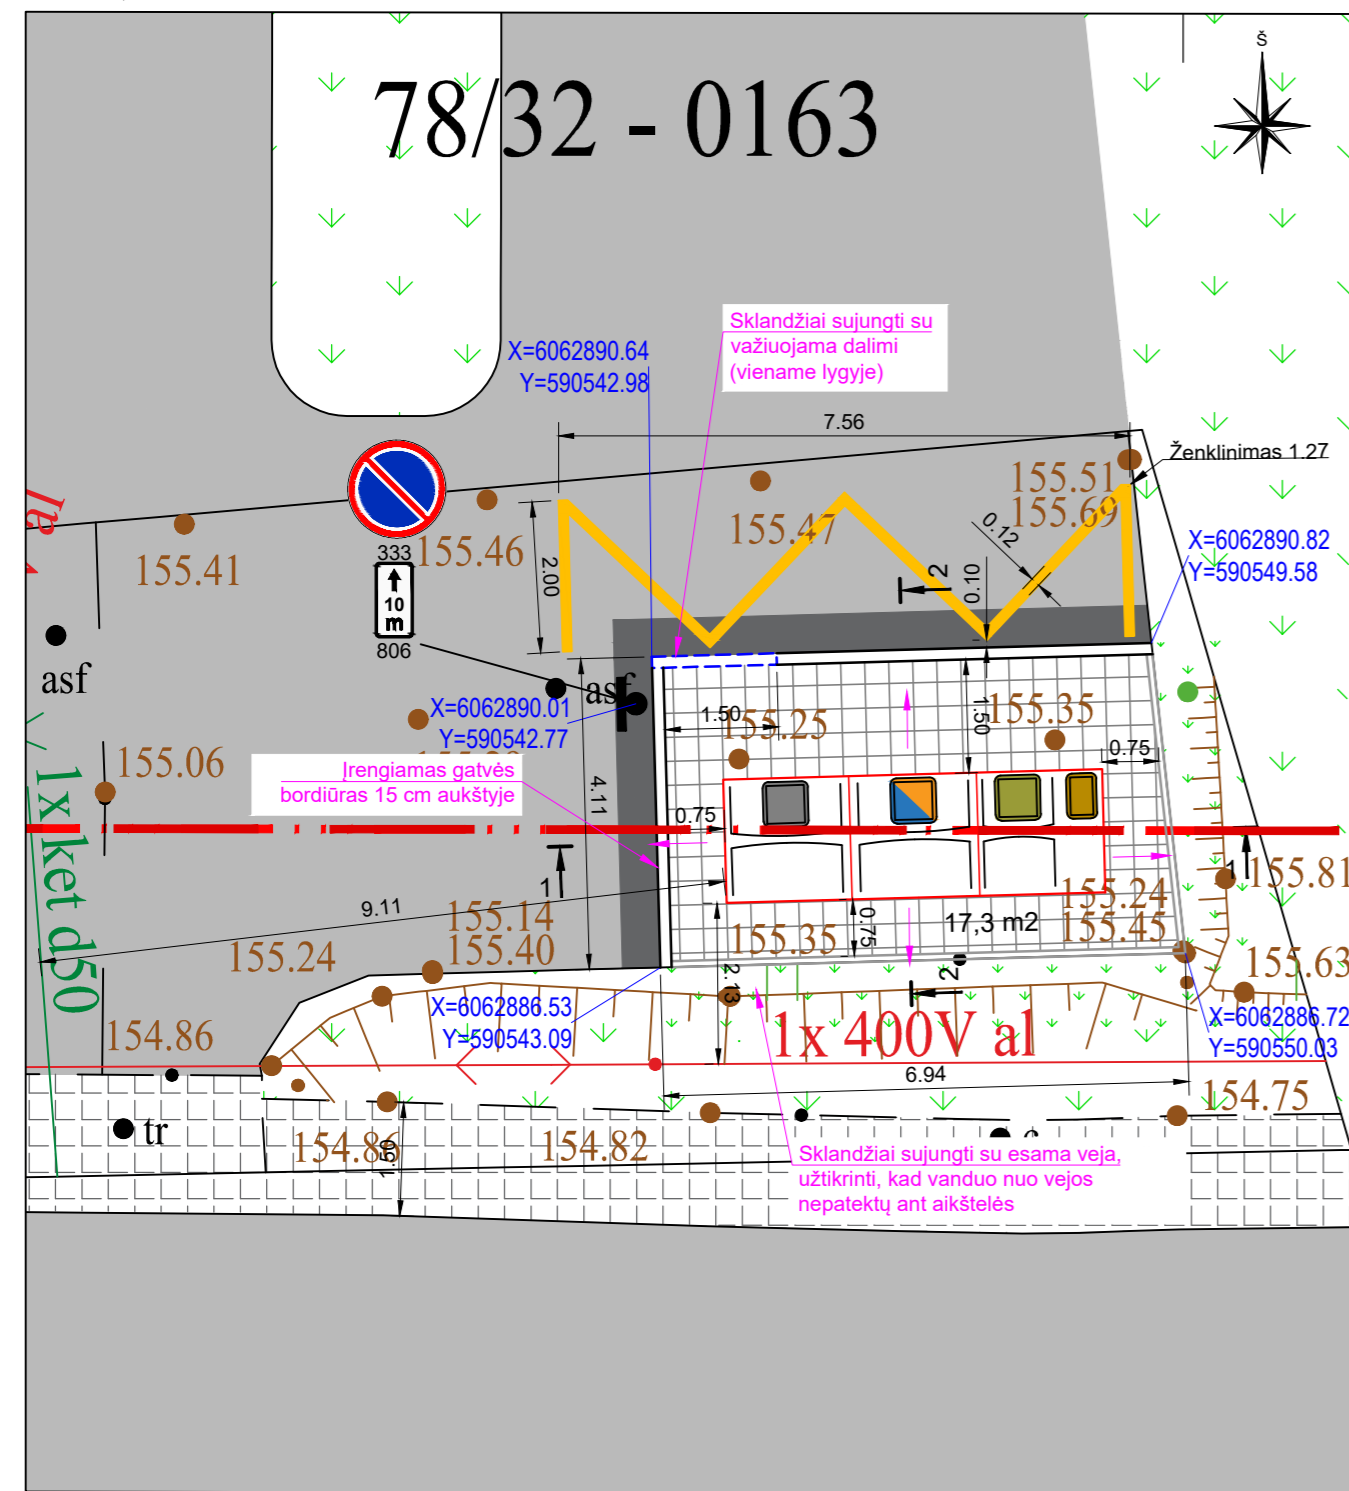 Š
78/32 - 0163
Sklandžiai sujungti su
važiuojama dalimi
(viename lygyje)
X=6062890.64
Y=590542.98
7.56
Ženklinimas 1.27
155.51
155.69
155.47
155.46
155.41
333
10
m
806
2.00
0.12
0.10
2
X=6062890.82
Y=590549.58
asf
asf
X=6062890.01
Y=590542.77
1.50
155.25
1.50
155.35
0.75
155.06
Įrengiamas gatvės
bordiūras 15 cm aukštyje
4.11
0.75
1x ket d50
1
1
155.81
9.11
155.14
155.40
155.24
155.35
0.75
17,3 m2
155.24
155.45
2.13
2
155.63
X=6062886.53
Y=590543.09
X=6062886.72
Y=590550.03
154.86
1x 400V al
6.94
154.75
tr
154.86
1.50
154.82
Sklandžiai sujungti su esama veja,
užtikrinti, kad vanduo nuo vejos
nepatektų ant aikštelės